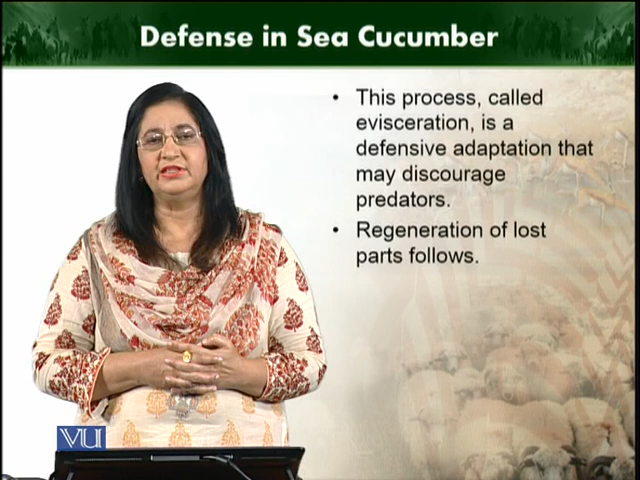 Defense in Sea Cucumber
• This process, called
evisceration, is a
defensive adaptation that
may discourage
predators.
• Regeneration of lost
parts follows.
VU